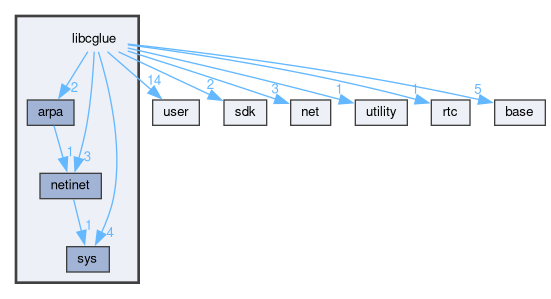 libcglue
14
2
2
3
1
1
5
arpa
user
sdk
net
utility
rtc
base
1
3
netinet
1
4
sys